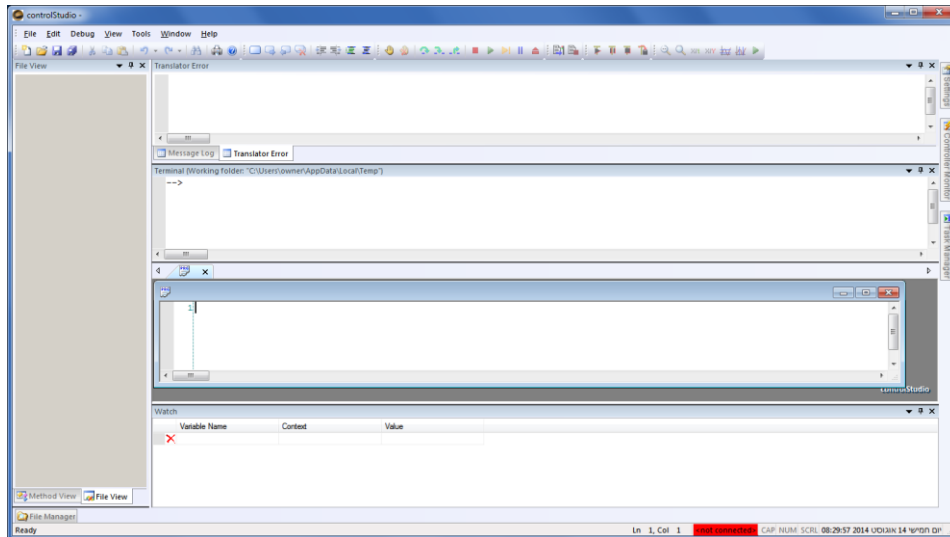 controlStudio -
File Edit Debug View Tools Window Help
File View
Translator Error
Settings
Controller Monitor
Task Manager
Message Log Translator Error
Terminal (Working folder: "C:\Users\owner\AppData\Local\Temp")
-->
1
controlStudio
Watch
Variable Name Context Value
Method View File View
File Manager
Ready Ln 1, Col 1 <not connected> CAP NUM SCRL 08:29:57 2014 יום חמישי 14 אוגוסט